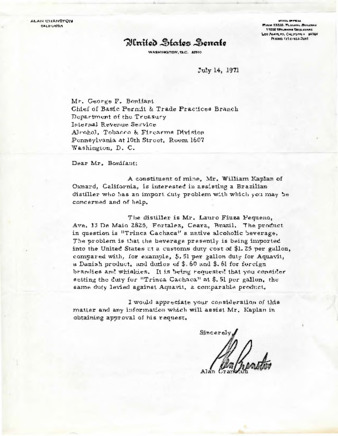 ALAN CRANSTON
CALIFORNIA
United States Senate
WASHINGTON, D.C.
July 14, 1971
Mr. George F. Bonifant
Chief of Basic Permit & Trade Practices Branch
Department of the Treasury
Internal Revenue Service
Alcohol, Tobacco & Firearms Division
Pennsylvania at 10th Street, Room 1607
Washington, D. C.
Dear Mr. Bonifant:
A constituent of mine, Mr. William Kaplan of
Oxnard, California, is interested in assisting a Brazilian
distiller who has an import duty problem with which you may be
concerned and of help.
The distiller is Mr. Lauro Fiuza Pequeno,
Ave. 13 De Maio 2825, Fortalex, Ceara, Brazil. The product
in question is "Trinca Cachaca" a native alcoholic beverage.
The problem is that the beverage presently is being imported
into the United States at a customs duty cost of $1.25 per gallon,
compared with, for example, $.51 per gallon duty for Aquavit,
a Danish product, and duties of $.60 and $.61 for foreign
brandies and whiskies. It is being requested that you consider
setting the duty for "Trinca Cachaca" at $.51 per gallon, the
same duty levied against Aquavit, a comparable product.
I would appreciate your consideration of this
matter and any information which will assist Mr. Kaplan in
obtaining approval of his request.
Sincerely,
Alan Cranston